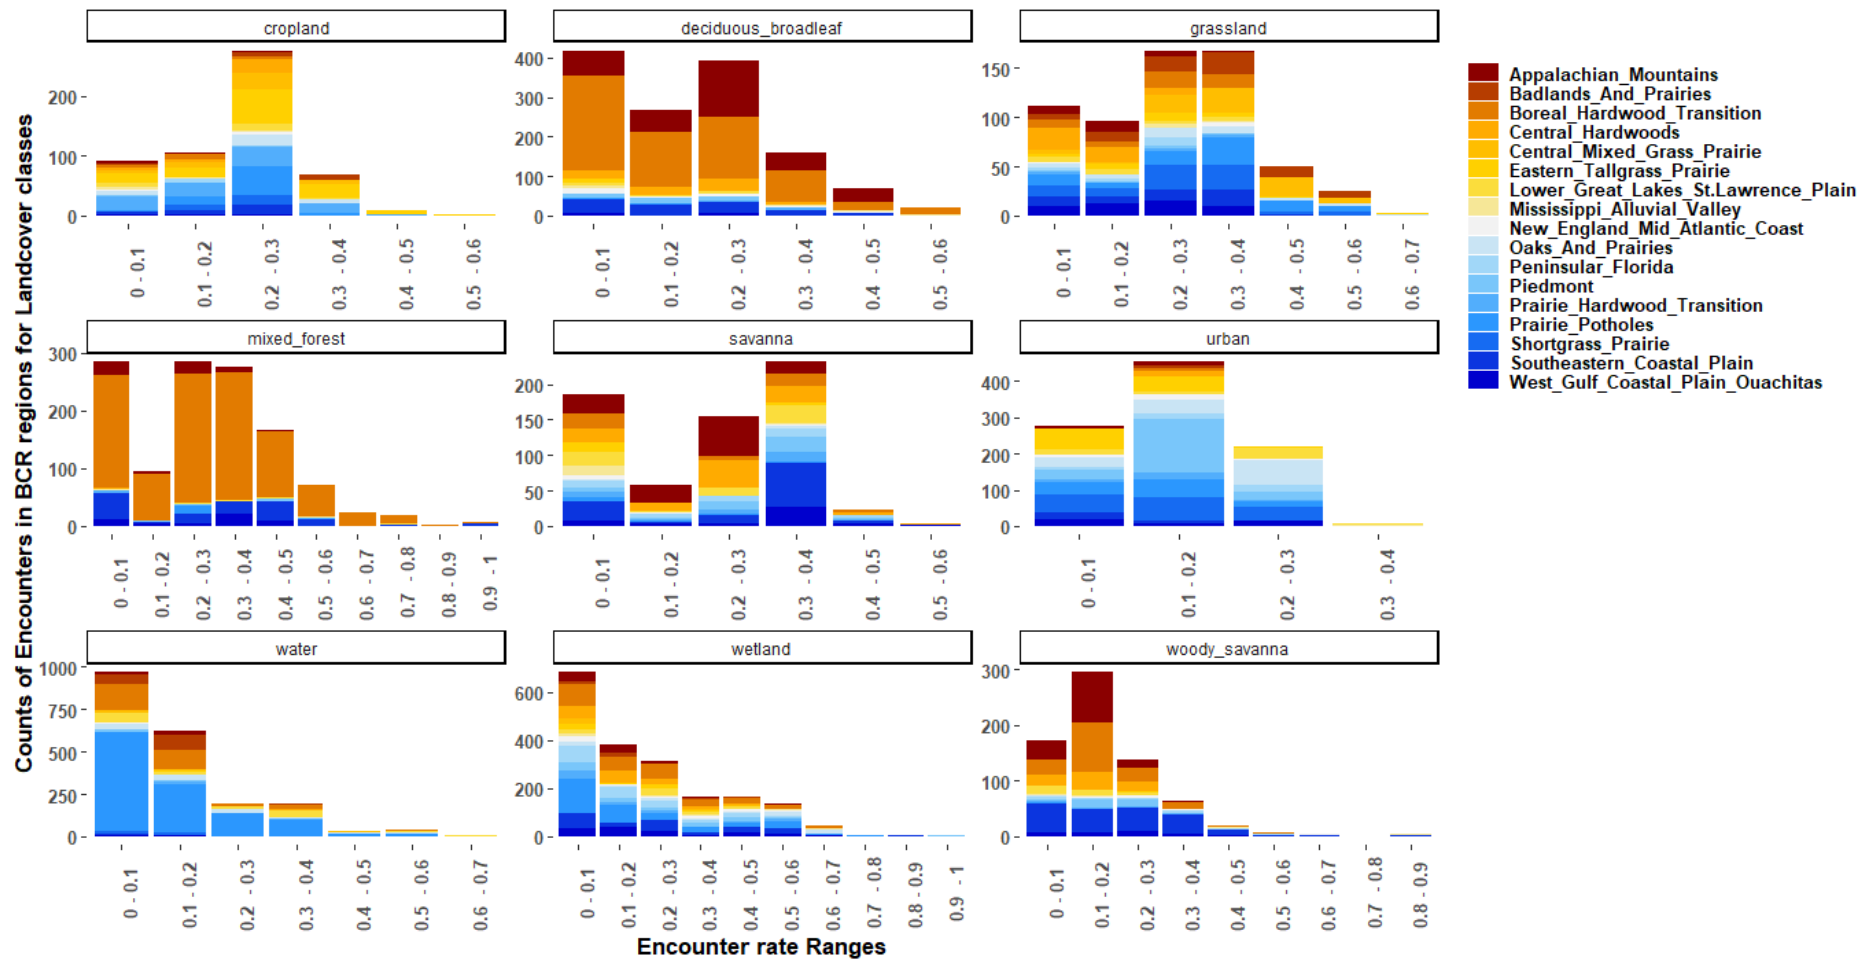 cropland
deciduous_broadleaf
grassland
200
100
0
0 - 0.1
0.1 - 0.2
0.2 - 0.3
0.3 - 0.4
0.4 - 0.5
0.5 - 0.6
400
300
200
100
0
0 - 0.1
0.1 - 0.2
0.2 - 0.3
0.3 - 0.4
0.4 - 0.5
0.5 - 0.6
150
100
50
0
0 - 0.1
0.1 - 0.2
0.2 - 0.3
0.3 - 0.4
0.4 - 0.5
0.5 - 0.6
0.6 - 0.7
Appalachian_Mountains
Badlands_And_Prairies
Boreal_Hardwood_Transition
Central_Hardwoods
Central_Mixed_Grass_Prairie
Eastern_Tallgrass_Prairie
Lower_Great_Lakes_St.Lawrence_Plain
Mississippi_Alluvial_Valley
New_England_Mid_Atlantic_Coast
Oaks_And_Prairies
Peninsular_Florida
Piedmont
Prairie_Hardwood_Transition
Prairie_Potholes
Shortgrass_Prairie
Southeastern_Coastal_Plain
West_Gulf_Coastal_Plain_Ouachitas
Counts of Encounters in BCR regions for Landcover classes
mixed_forest
savanna
urban
300
200
100
0
0 - 0.1
0.1 - 0.2
0.2 - 0.3
0.3 - 0.4
0.4 - 0.5
0.5 - 0.6
0.6 - 0.7
0.7 - 0.8
0.8 - 0.9
0.9 - 1
200
150
100
50
0
0 - 0.1
0.1 - 0.2
0.2 - 0.3
0.3 - 0.4
0.4 - 0.5
0.5 - 0.6
400
300
200
100
0
0 - 0.1
0.1 - 0.2
0.2 - 0.3
0.3 - 0.4
water
wetland
woody_savanna
1000
750
500
250
0
0 - 0.1
0.1 - 0.2
0.2 - 0.3
0.3 - 0.4
0.4 - 0.5
0.5 - 0.6
0.6 - 0.7
600
400
200
0
0 - 0.1
0.1 - 0.2
0.2 - 0.3
0.3 - 0.4
0.4 - 0.5
0.5 - 0.6
0.6 - 0.7
0.7 - 0.8
0.8 - 0.9
0.9 - 1
300
200
100
0
0 - 0.1
0.1 - 0.2
0.2 - 0.3
0.3 - 0.4
0.4 - 0.5
0.5 - 0.6
0.6 - 0.7
0.7 - 0.8
0.8 - 0.9
Encounter rate Ranges